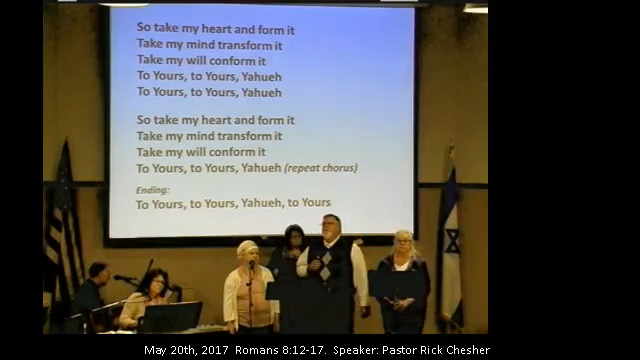 So take my heart and form it
Take my mind transform it
Take my will conform it
To Yours, to Yours, Yahueh
To Yours, to Yours, Yahueh
So take my heart and form it
Take my mind transform it
Take my will conform it
To Yours, to Yours, Yahueh (repeat chorus)
Ending:
To Yours, to Yours, Yahueh, to Yours
May 20th, 2017 Romans 8:12-17. Speaker: Pastor Rick Chesher